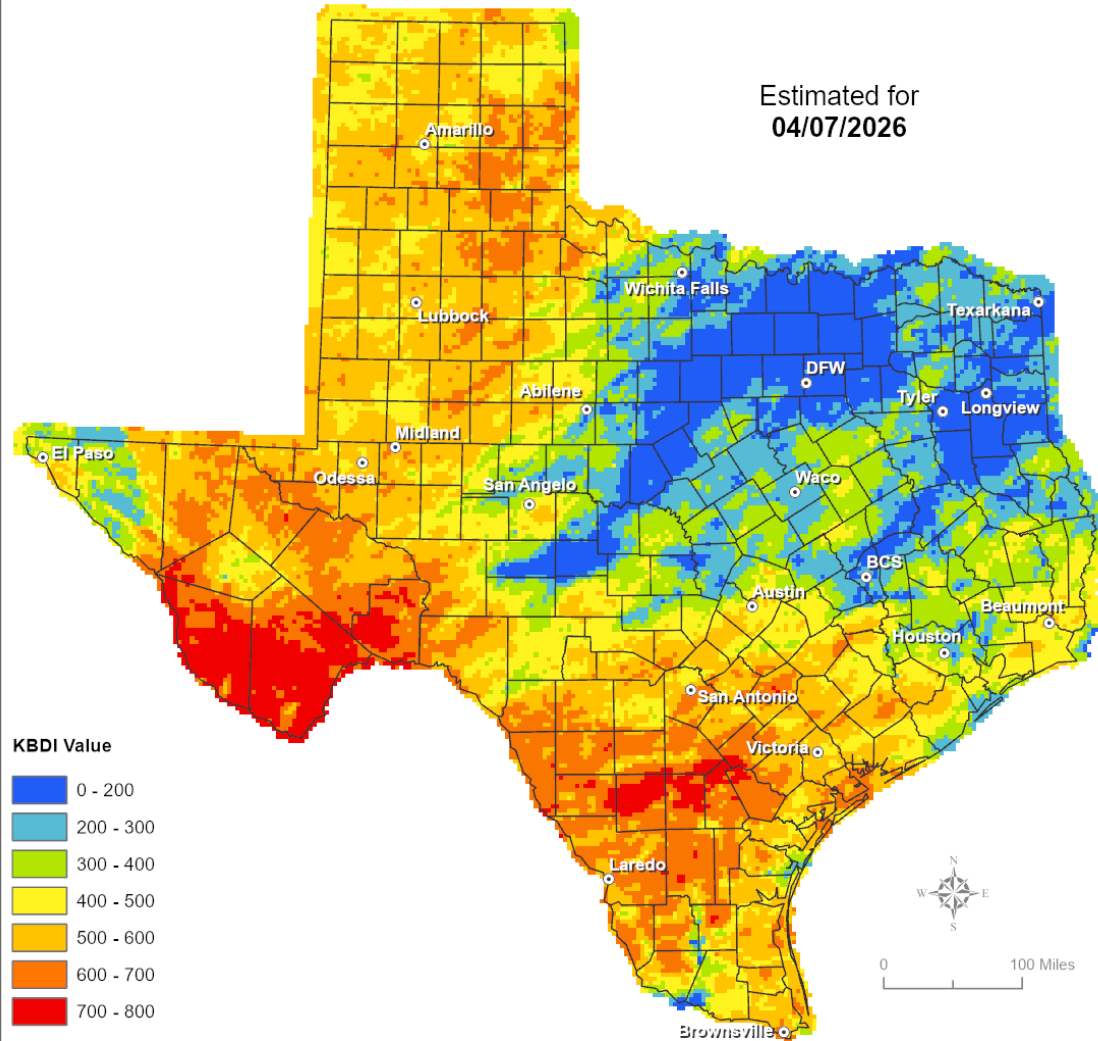 Estimated for
04/07/2026
Amarillo
Wichita Falls
Texarkana
Lubbock
DFW
Abilene
Tyler
Longview
Midland
El Paso
Odessa
San Angelo
Waco
BCS
Austin
Beaumont
Houston
San Antonio
Victoria
KBDI Value
0 - 200
200 - 300
300 - 400
400 - 500
500 - 600
600 - 700
700 - 800
Laredo
N
W E
S
0 100 Miles
Brownsville